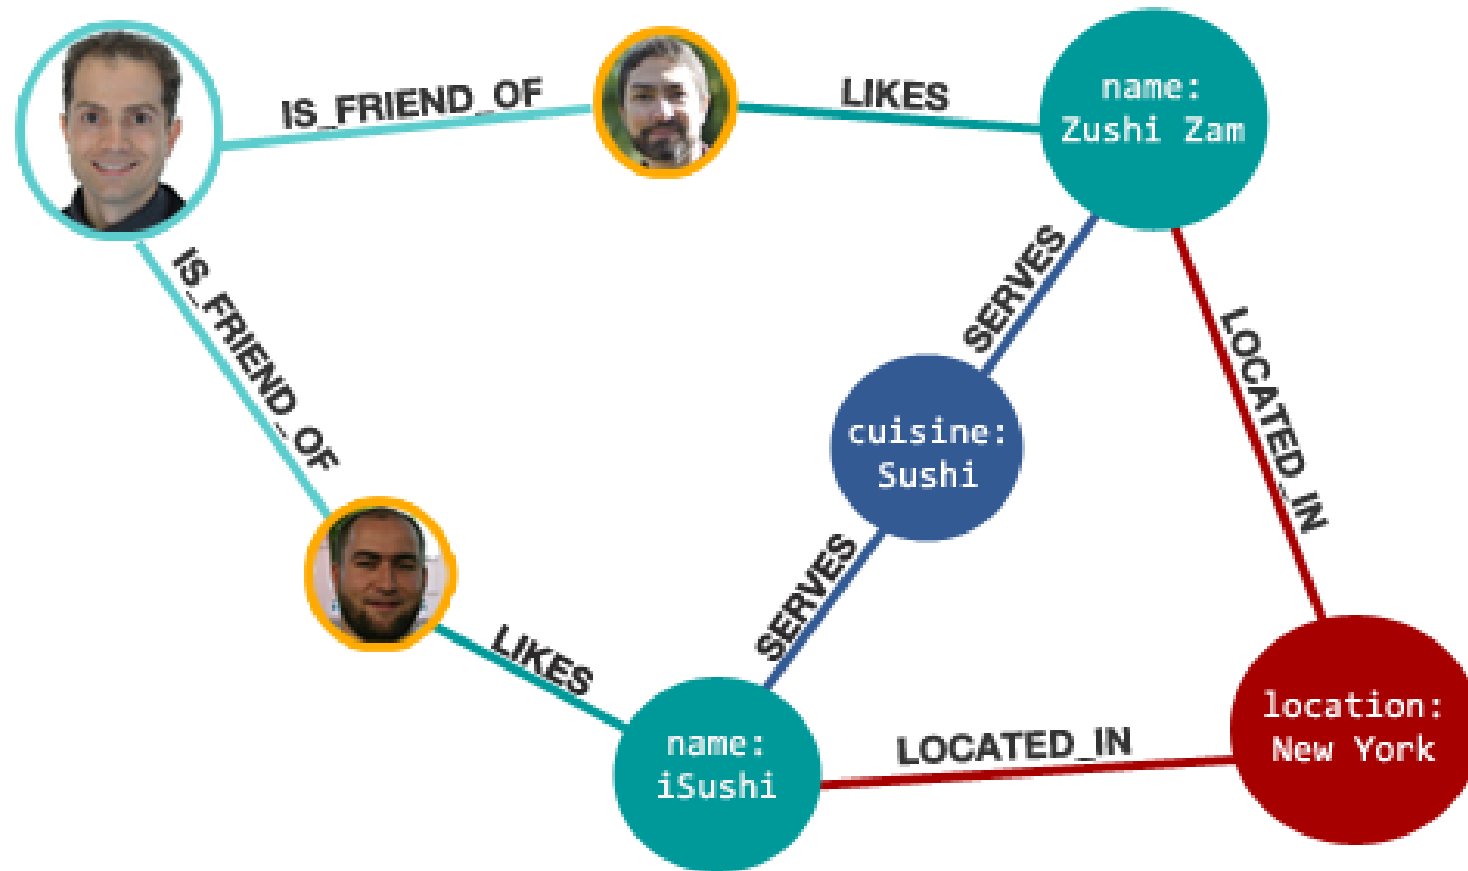 IS_FRIEND_OF
LIKES
name:
Zushi Zam
IS_FRIEND_OF
SERVES
LOCATED_IN
cuisine:
Sushi
SERVES
LIKES
name:
iSushi
LOCATED_IN
location:
New York